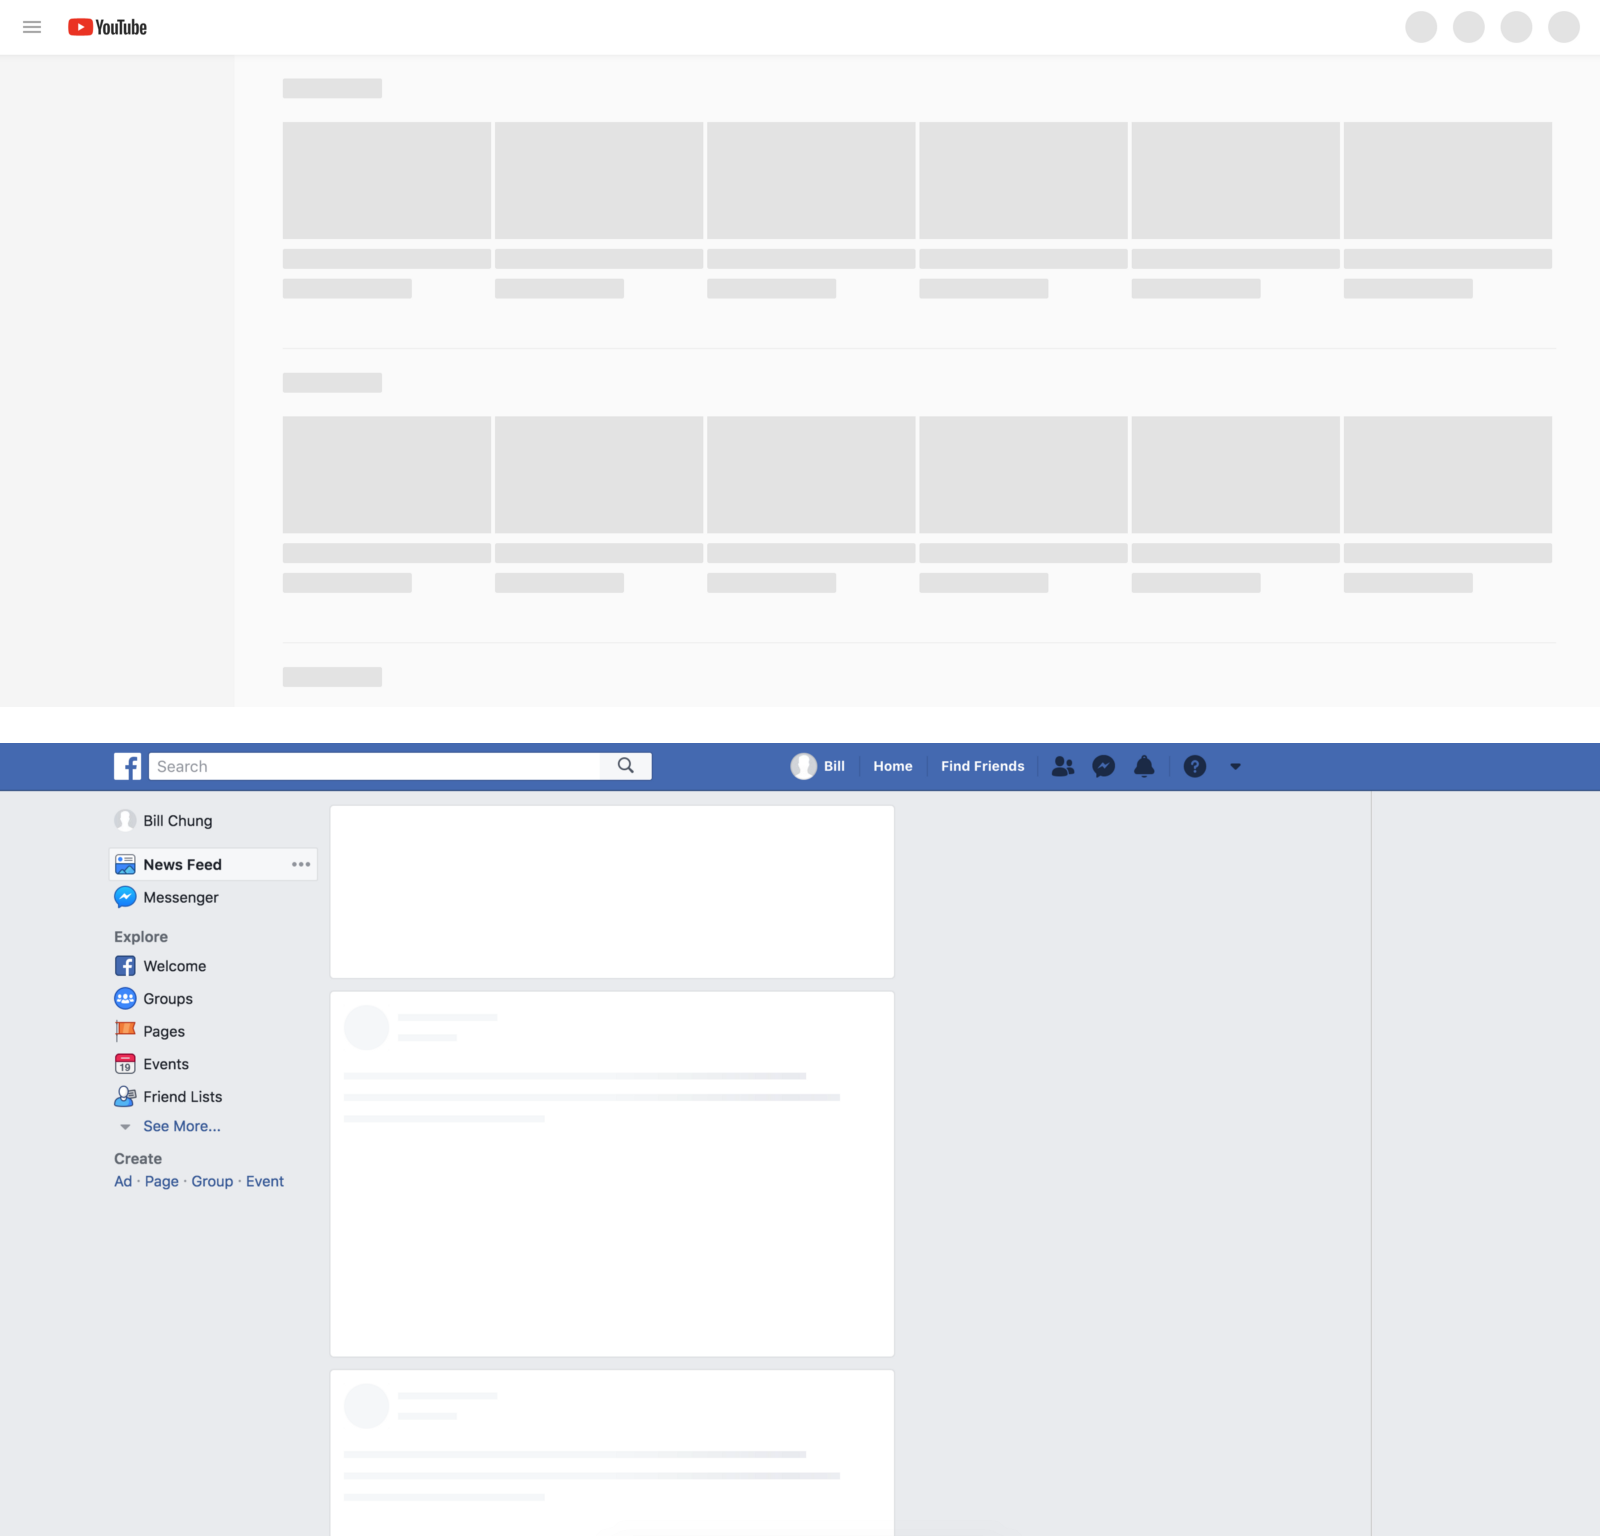 YouTube
Search
Bill
Home
Find Friends
?
Bill Chung
News Feed
Messenger
Explore
Welcome
Groups
Pages
19
Events
Friend Lists
See More...
Create
Ad · Page · Group · Event